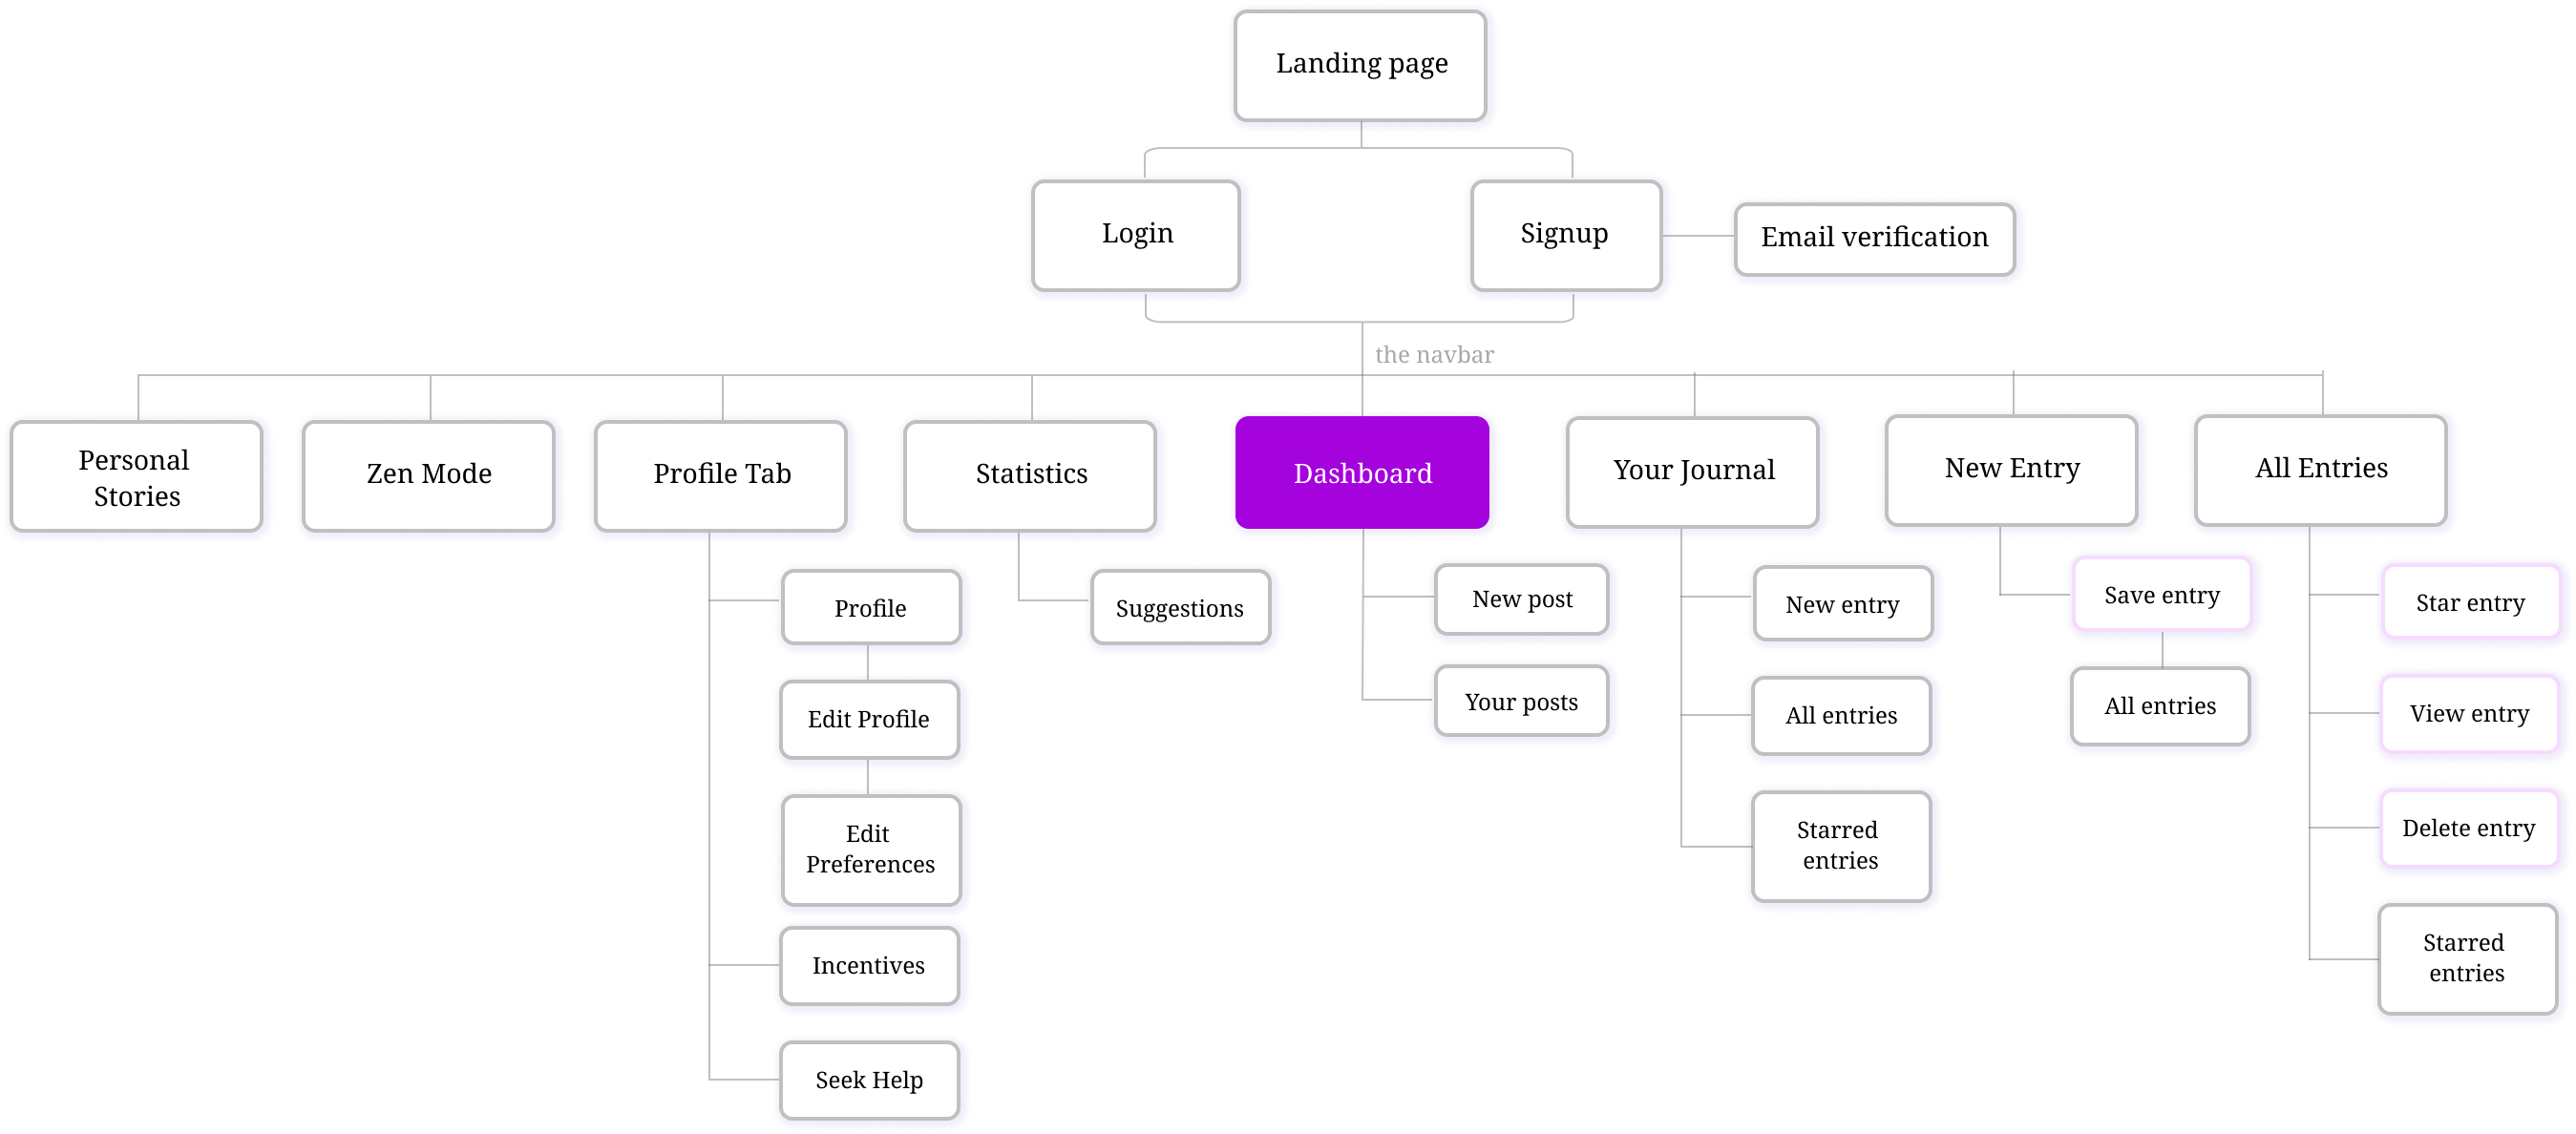 Landing page
Login
Signup
Email verification
the navbar
Personal
Stories
Zen Mode
Profile Tab
Statistics
Dashboard
Your Journal
New Entry
All Entries
Profile
Edit Profile
Edit
Preferences
Incentives
Seek Help
Suggestions
New post
Your posts
New entry
All entries
Starred
entries
Save entry
All entries
Star entry
View entry
Delete entry
Starred
entries